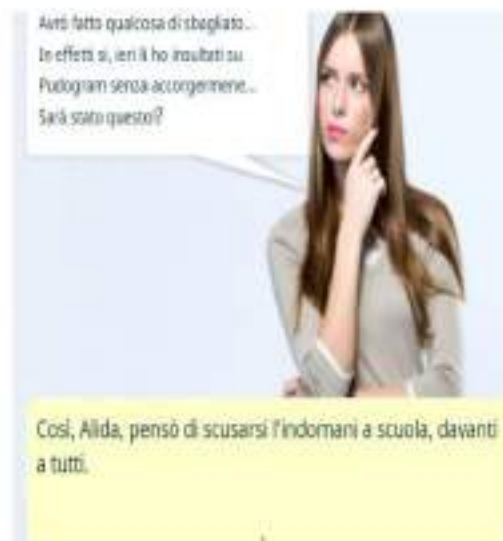 Avrò fatto qualcosa di sbagliato...
In effetti si, ieri li ho insultati su
Pudogram senza accorgermene...
Sarà stato questo!?
Così, Alida, pensò di scusarsi l'indomani a scuola, davanti
a tutti.